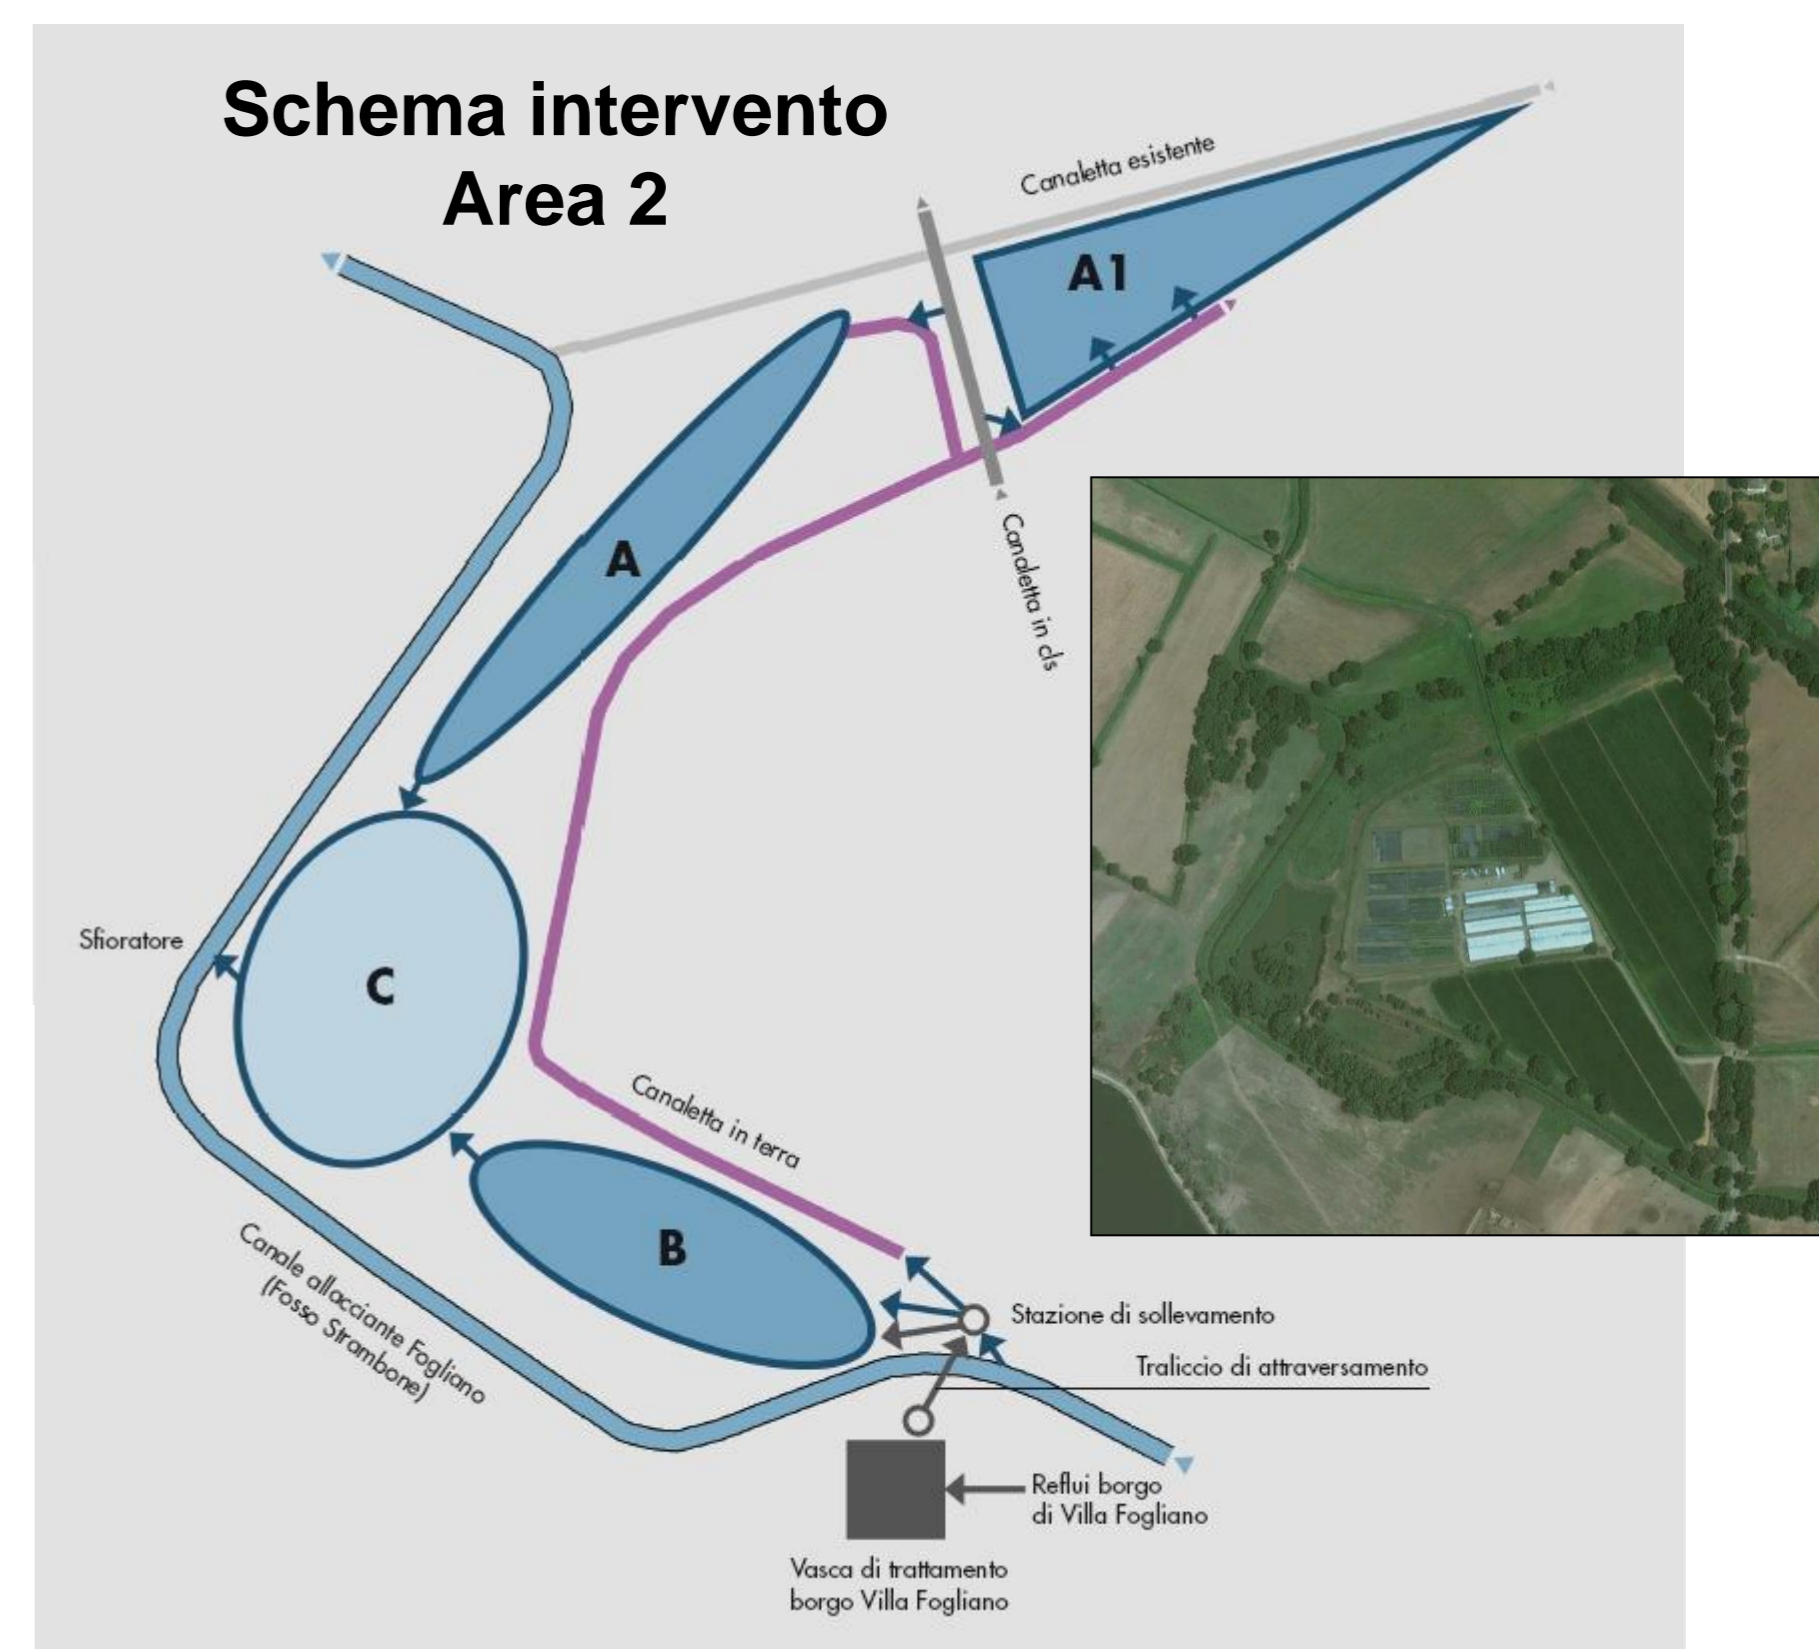 Schema intervento
Area 2
Canaletta esistente
A1
A
Canaletta in cls
Sfioratore
C
Canaletta in terra
B
Canale allacciante Fogliano
(Fosso Strambone)
Stazione di sollevamento
Traliccio di attraversamento
Reflui borgo
di Villa Fogliano
Vasca di trattamento
borgo Villa Fogliano